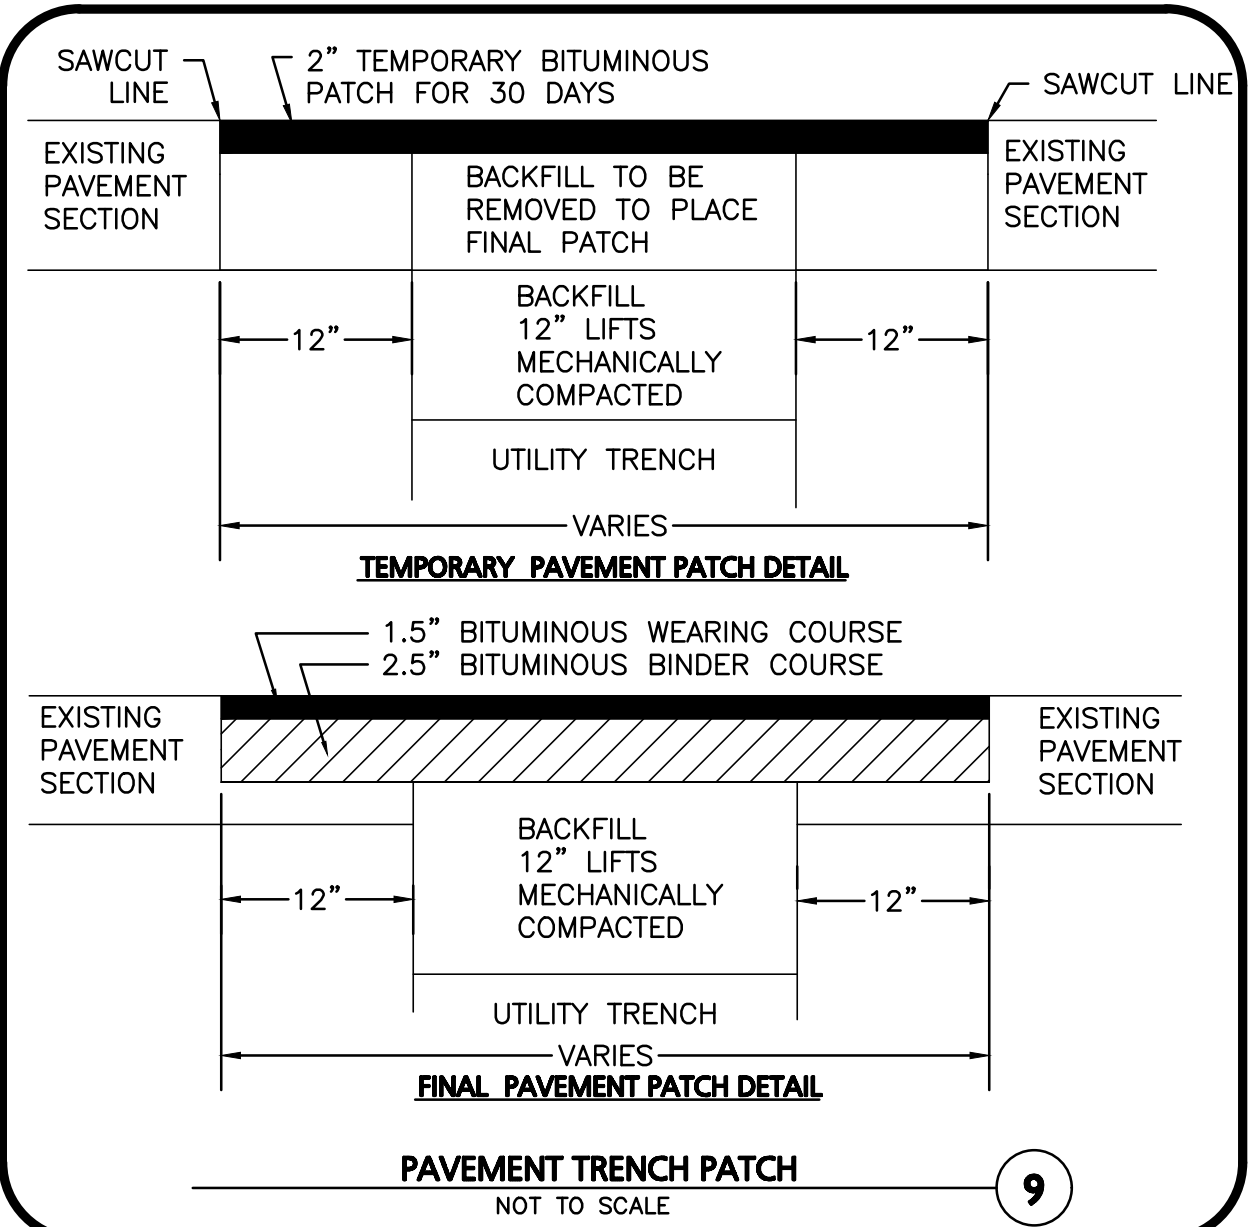 SAWCUT
LINE
2” TEMPORARY BITUMINOUS
PATCH FOR 30 DAYS
SAWCUT LINE
EXISTING
PAVEMENT
SECTION
BACKFILL TO BE
REMOVED TO PLACE
FINAL PATCH
EXISTING
PAVEMENT
SECTION
12”
BACKFILL
12” LIFTS
MECHANICALLY
COMPACTED
12”
UTILITY TRENCH
VARIES
TEMPORARY PAVEMENT PATCH DETAIL
1.5” BITUMINOUS WEARING COURSE
2.5” BITUMINOUS BINDER COURSE
EXISTING
PAVEMENT
SECTION
EXISTING
PAVEMENT
SECTION
12”
BACKFILL
12” LIFTS
MECHANICALLY
COMPACTED
12”
UTILITY TRENCH
VARIES
FINAL PAVEMENT PATCH DETAIL
PAVEMENT TRENCH PATCH
NOT TO SCALE
9